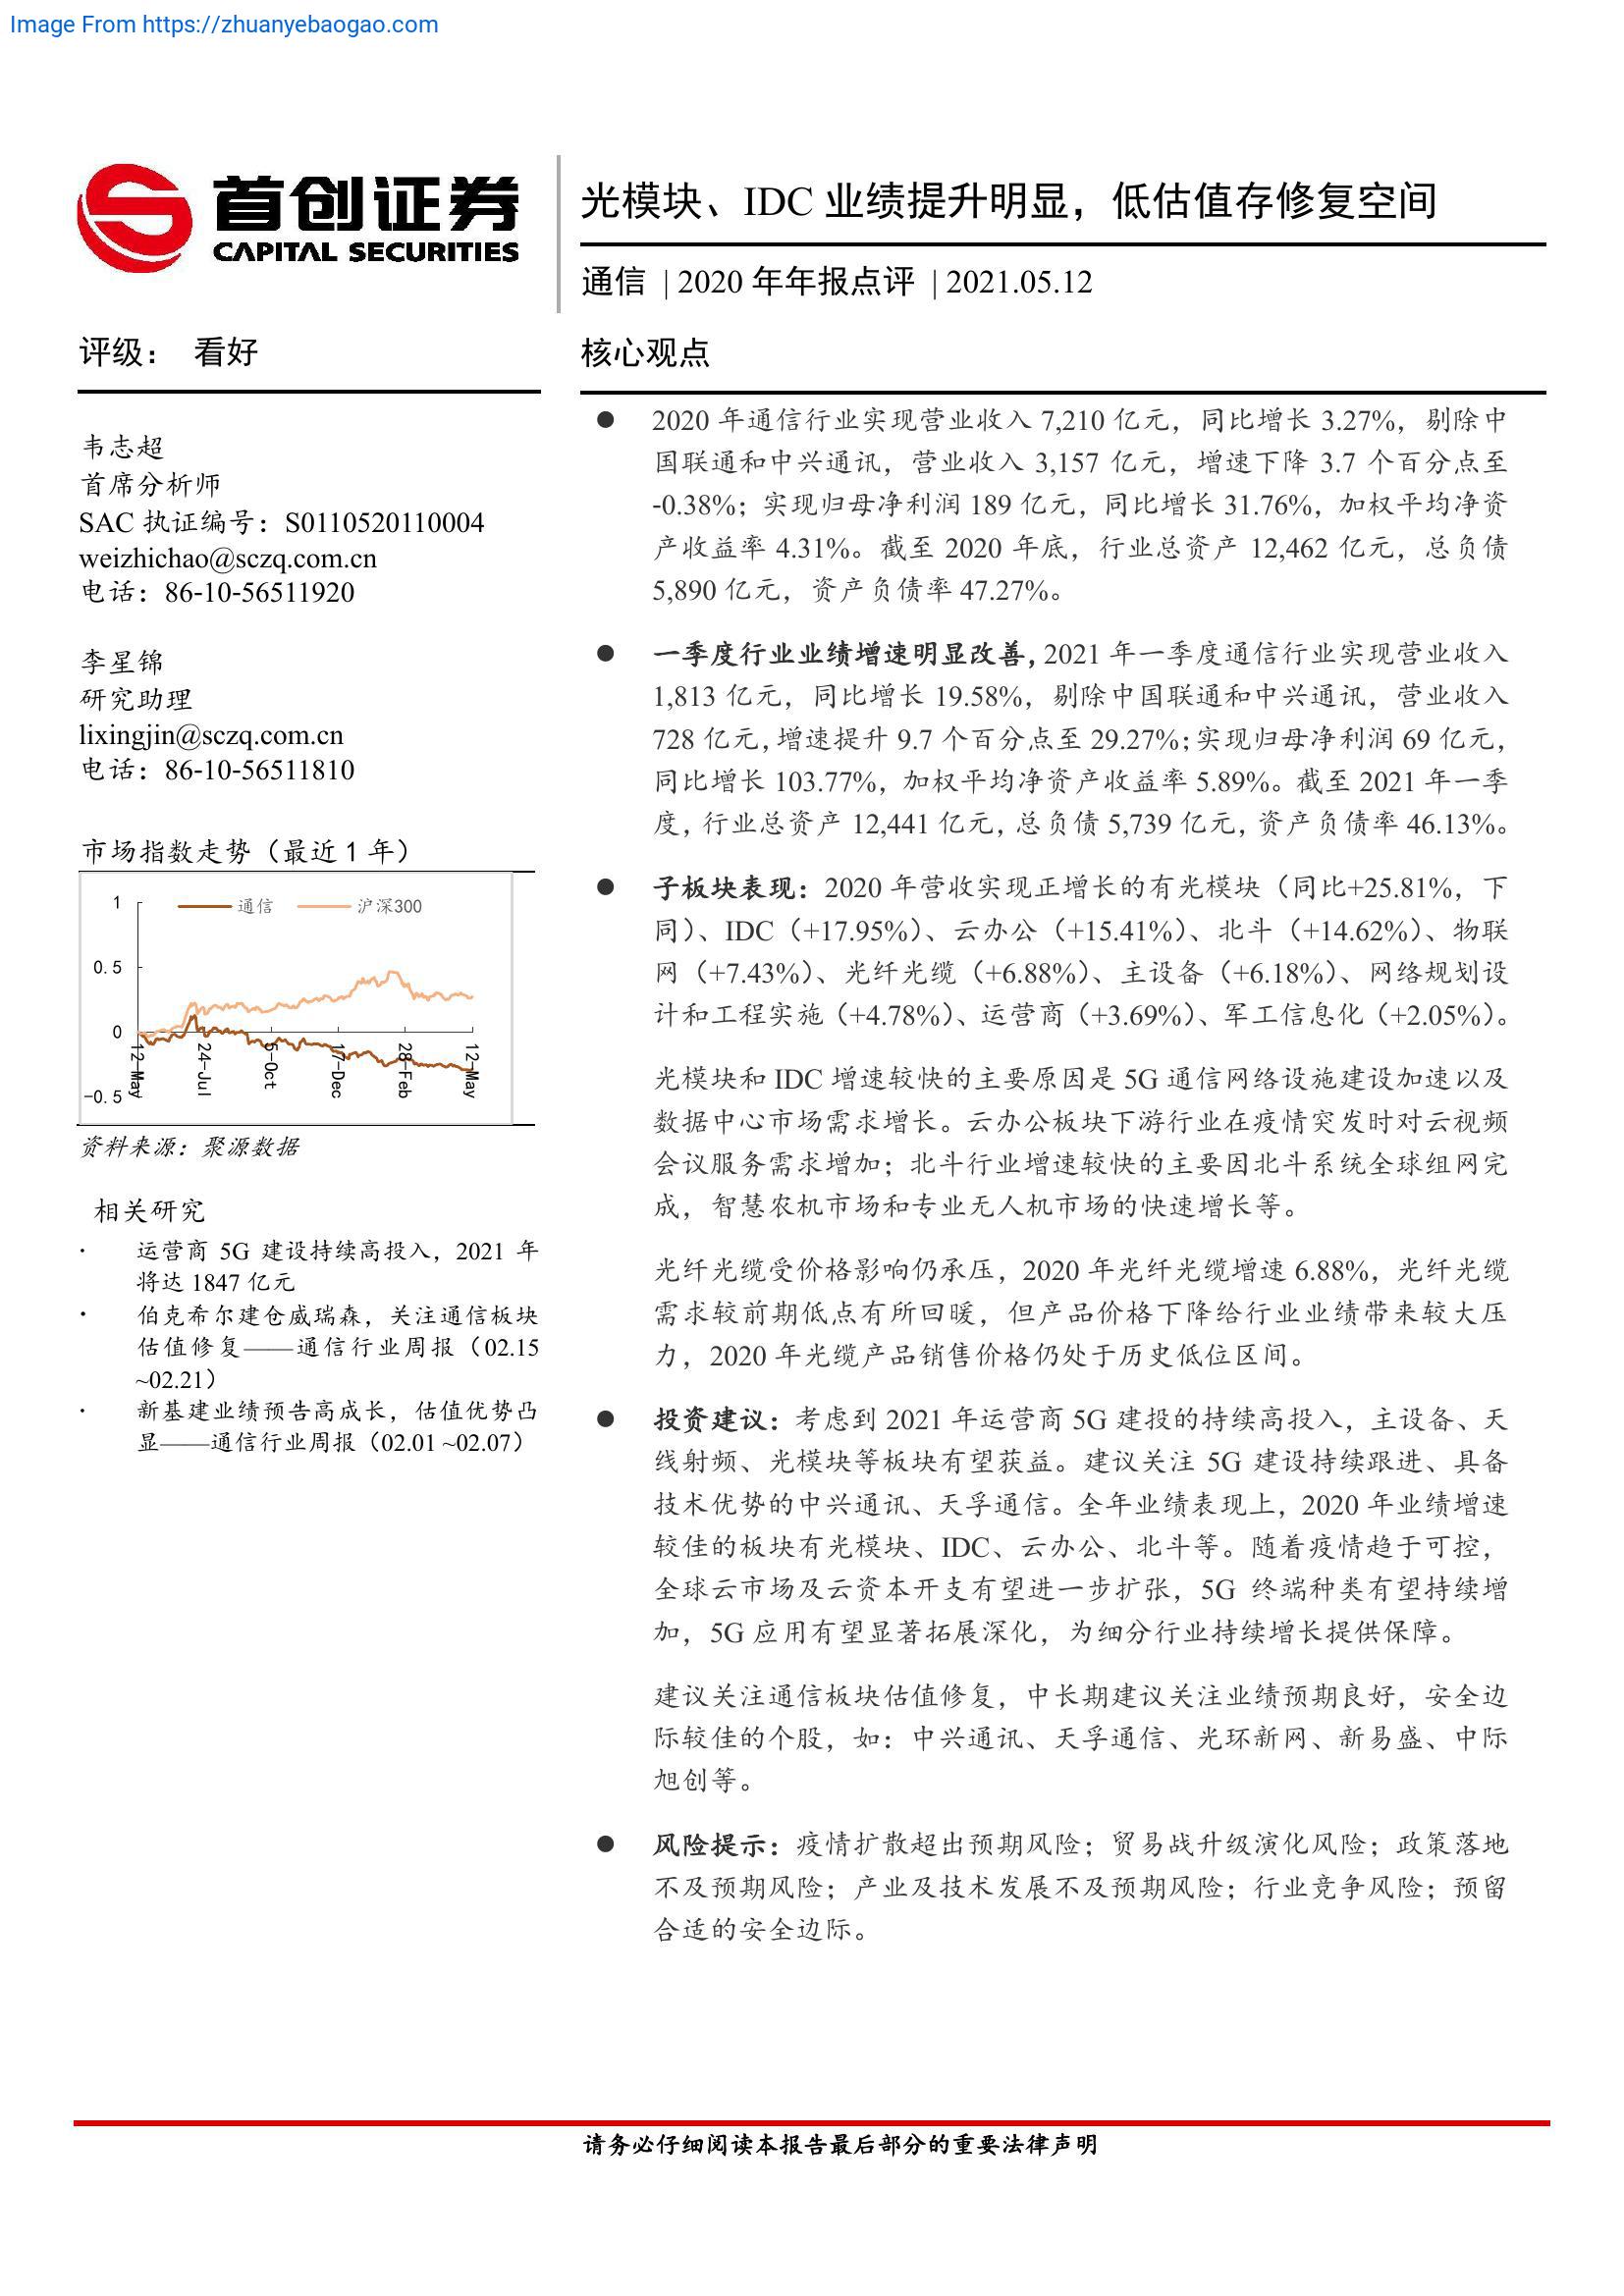 Image From https://zhuanyebaogao.com
首创证券
CAPITAL SECURITIES
光模块、IDC 业绩提升明显，低估值存修复空间
通信 | 2020 年年报点评 | 2021.05.12
评级： 看好
韦志超
首席分析师
SAC 执证编号：S0110520110004
weizhichao@sczq.com.cn
电话：86-10-56511920
李星锦
研究助理
lixingjin@sczq.com.cn
电话：86-10-56511810
市场指数走势（最近 1 年）
通信 沪深300
1
0.5
0
-0.5
12-May
24-Jul
5-Oct
17-Dec
28-Feb
12-May
资料来源：聚源数据
相关研究
· 运营商 5G 建设持续高投入，2021 年
将达 1847 亿元
· 伯克希尔建仓威瑞森，关注通信板块
估值修复——通信行业周报（02.15
~02.21）
· 新基建业绩预告高成长，估值优势凸
显——通信行业周报（02.01 ~02.07）
核心观点
● 2020 年通信行业实现营业收入 7,210 亿元，同比增长 3.27%，剔除中
国联通和中兴通讯，营业收入 3,157 亿元，增速下降 3.7 个百分点至
-0.38%；实现归母净利润 189 亿元，同比增长 31.76%，加权平均净资
产收益率 4.31%。截至 2020 年底，行业总资产 12,462 亿元，总负债
5,890 亿元，资产负债率 47.27%。
● 一季度行业业绩增速明显改善，2021 年一季度通信行业实现营业收入
1,813 亿元，同比增长 19.58%，剔除中国联通和中兴通讯，营业收入
728 亿元，增速提升 9.7 个百分点至 29.27%；实现归母净利润 69 亿元，
同比增长 103.77%，加权平均净资产收益率 5.89%。截至 2021 年一季
度，行业总资产 12,441 亿元，总负债 5,739 亿元，资产负债率 46.13%。
● 子板块表现：2020 年营收实现正增长的有光模块（同比+25.81%，下
同）、IDC（+17.95%）、云办公（+15.41%）、北斗（+14.62%）、物联
网（+7.43%）、光纤光缆（+6.88%）、主设备（+6.18%）、网络规划设
计和工程实施（+4.78%）、运营商（+3.69%）、军工信息化（+2.05%）。
光模块和 IDC 增速较快的主要原因是 5G 通信网络设施建设加速以及
数据中心市场需求增长。云办公板块下游行业在疫情突发时对云视频
会议服务需求增加；北斗行业增速较快的主要因北斗系统全球组网完
成，智慧农机市场和专业无人机市场的快速增长等。
光纤光缆受价格影响仍承压，2020 年光纤光缆增速 6.88%，光纤光缆
需求较前期低点有所回暖，但产品价格下降给行业业绩带来较大压
力，2020 年光缆产品销售价格仍处于历史低位区间。
● 投资建议：考虑到 2021 年运营商 5G 建投的持续高投入，主设备、天
线射频、光模块等板块有望获益。建议关注 5G 建设持续跟进、具备
技术优势的中兴通讯、天孚通信。全年业绩表现上，2020 年业绩增速
较佳的板块有光模块、IDC、云办公、北斗等。随着疫情趋于可控，
全球云市场及云资本开支有望进一步扩张，5G 终端种类有望持续增
加，5G 应用有望显著拓展深化，为细分行业持续增长提供保障。
建议关注通信板块估值修复，中长期建议关注业绩预期良好，安全边
际较佳的个股，如：中兴通讯、天孚通信、光环新网、新易盛、中际
旭创等。
● 风险提示：疫情扩散超出预期风险；贸易战升级演化风险；政策落地
不及预期风险；产业及技术发展不及预期风险；行业竞争风险；预留
合适的安全边际。
请务必仔细阅读本报告最后部分的重要法律声明